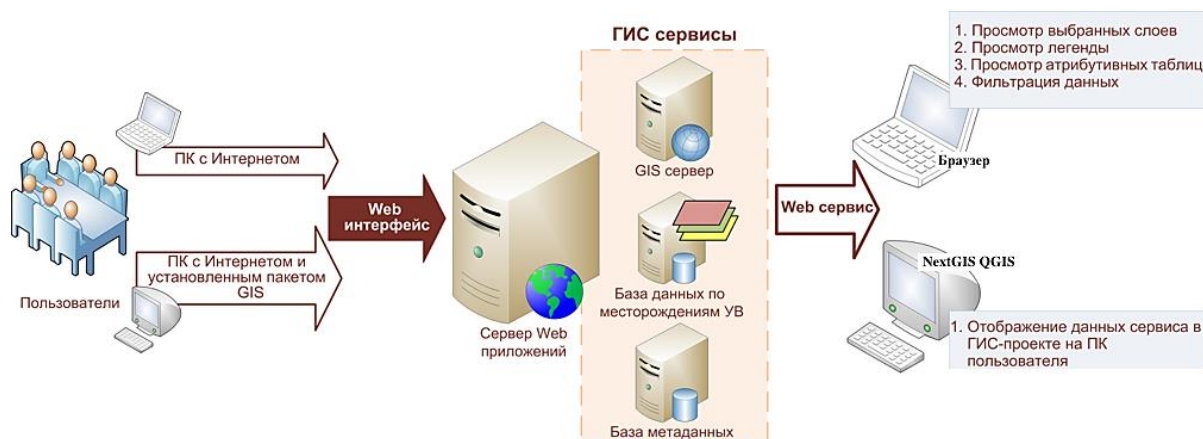 ПК с Интернетом
ПК с Интернетом и
установленным пакетом
GIS
Пользователи
Web
интерфейс
Сервер Web
приложений
ГИС сервисы
GIS сервер
База данных по
месторождениям УВ
База метаданных
Web сервис
1. Просмотр выбранных слоев
2. Просмотр легенды
3. Просмотр атрибутивных таблиц
4. Фильтрация данных
Браузер
NextGIS QGIS
1. Отображение данных сервиса в
ГИС-проекте на ПК
пользователя